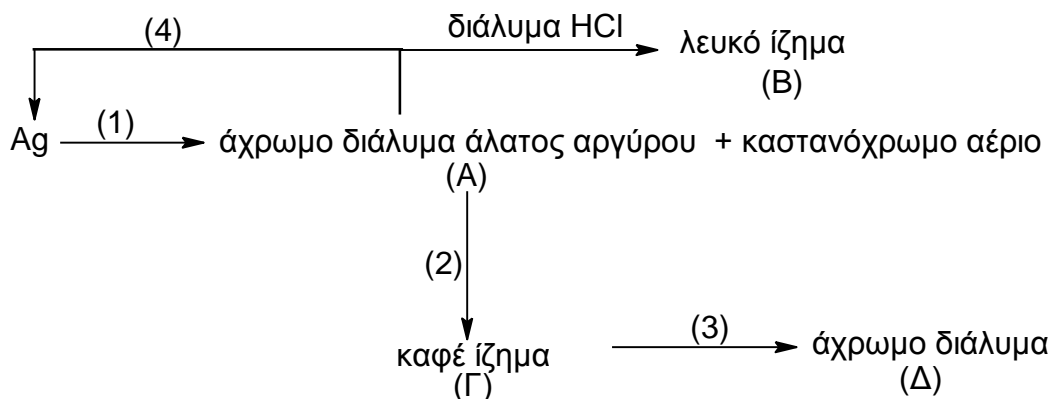 (4)
διάλυμα HCl
λευκό ίζημα
(Β)
Ag
(1)
άχρωμο διάλυμα άλατος αργύρου + καστανόχρωμο αέριο
(Α)
(2)
καφέ ίζημα
(Γ)
(3)
άχρωμο διάλυμα
(Δ)